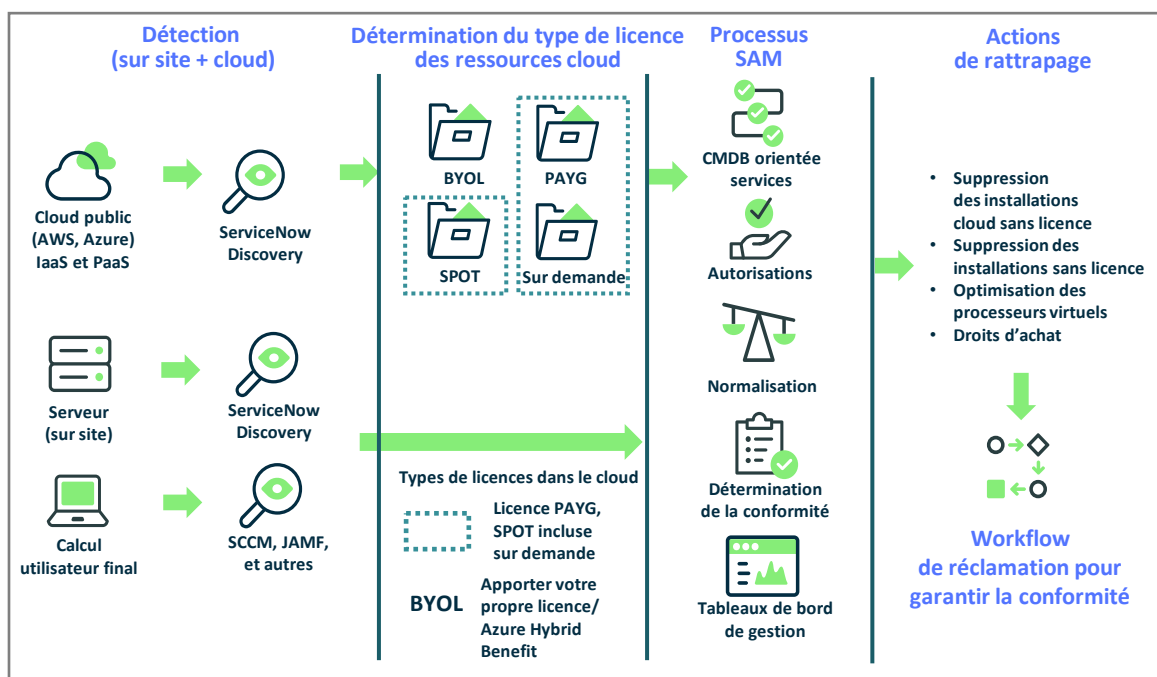 Détection
(sur site + cloud)
Détermination du type de licence
des ressources cloud
Processus
SAM
Actions
de rattrapage
Cloud public
(AWS, Azure)
IaaS et PaaS
ServiceNow
Discovery
Serveur
(sur site)
ServiceNow
Discovery
Calcul
utilisateur final
SCCM, JAMF,
et autres
BYOL
PAYG
SPOT
Sur demande
Types de licences dans le cloud
Licence PAYG,
SPOT incluse
sur demande
BYOL
Apporter votre
propre licence/
Azure Hybrid
Benefit
CMDB orientée
services
Autorisations
Normalisation
Détermination
de la conformité
Tableaux de bord
de gestion
• Suppression
des installations
cloud sans licence
• Suppression des
installations sans licence
• Optimisation des
processeurs virtuels
• Droits d’achat
Workflow
de réclamation pour
garantir la conformité